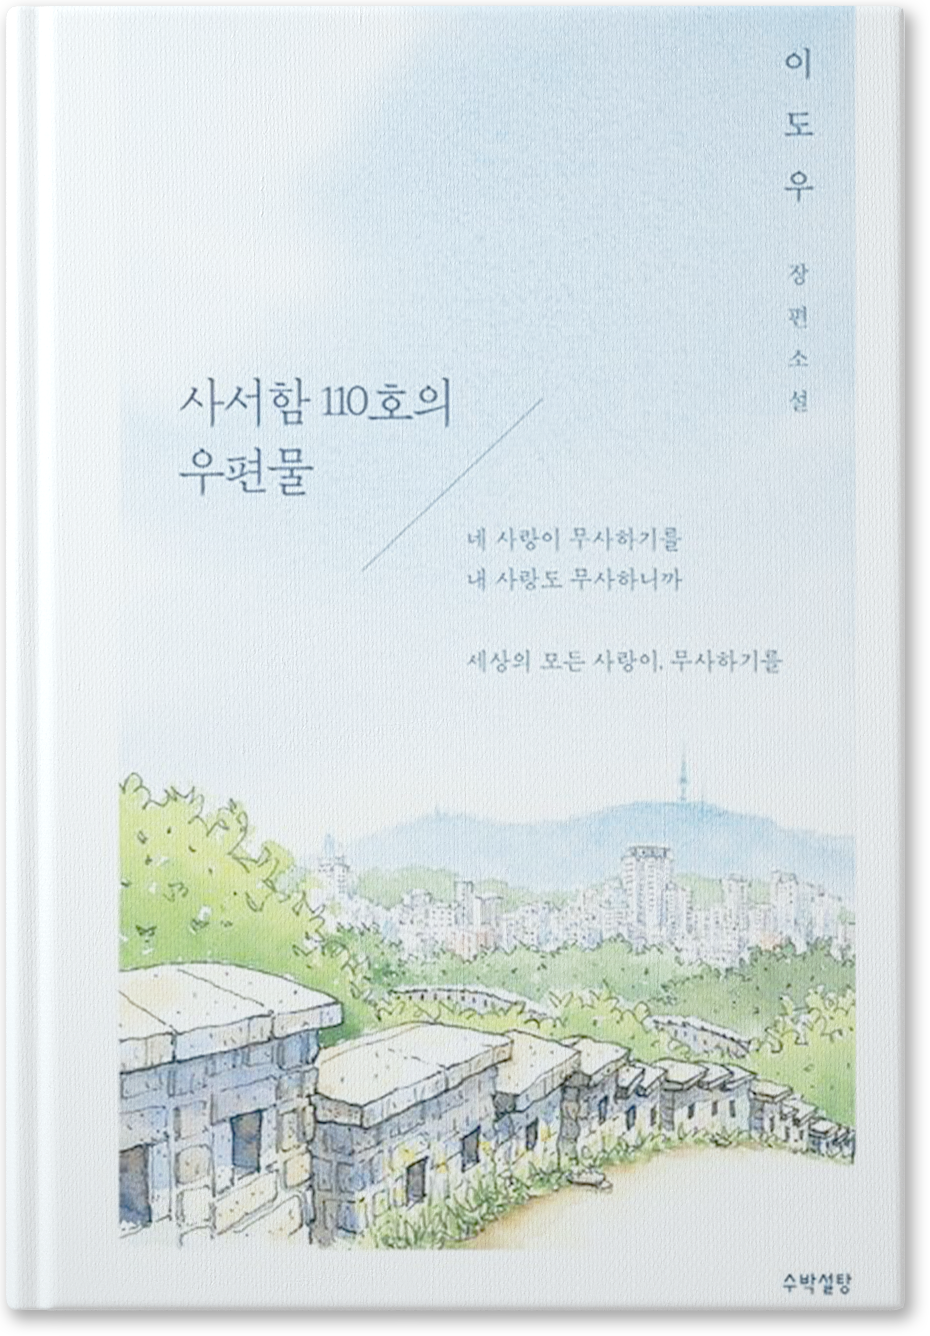 이도우 장편소설
사서함 110호의
우편물
네 사랑이 무사하기를
내 사랑도 무사하니까
세상의 모든 사랑이, 무사하기를
수박설탕